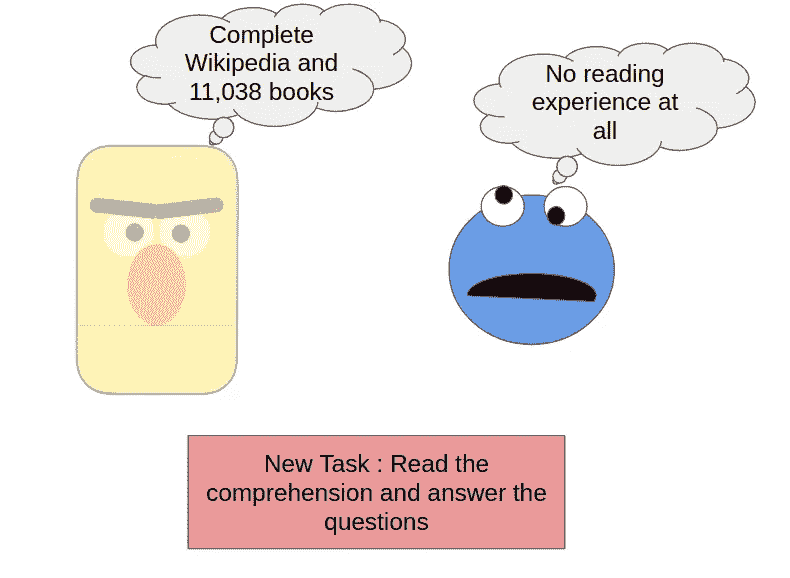 Complete
Wikipedia and
11,038 books
No reading
experience at
all
New Task : Read the
comprehension and answer the
questions